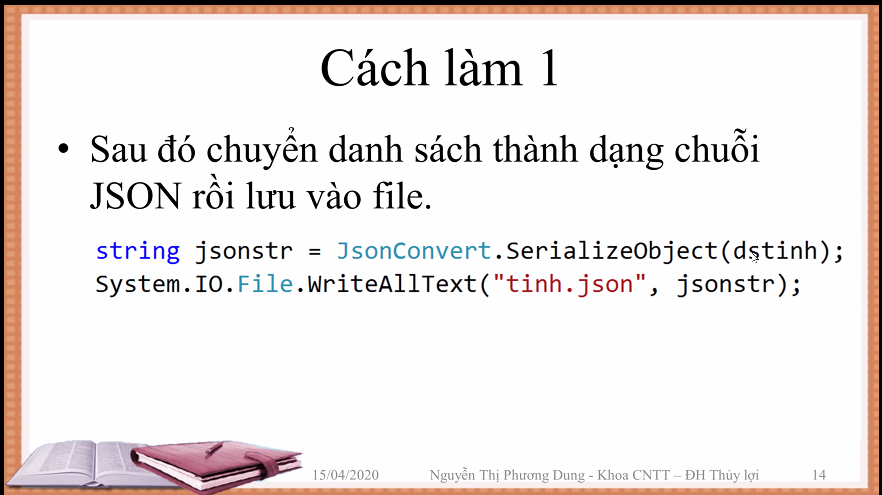 Cách làm 1
• Sau đó chuyển danh sách thành dạng chuỗi
JSON rồi lưu vào file.
string jsonstr = JsonConvert.SerializeObject(dstinh);
System.IO.File.WriteAllText("tinh.json", jsonstr);
15/04/2020 Nguyễn Thị Phương Dung - Khoa CNTT – ĐH Thủy lợi 14